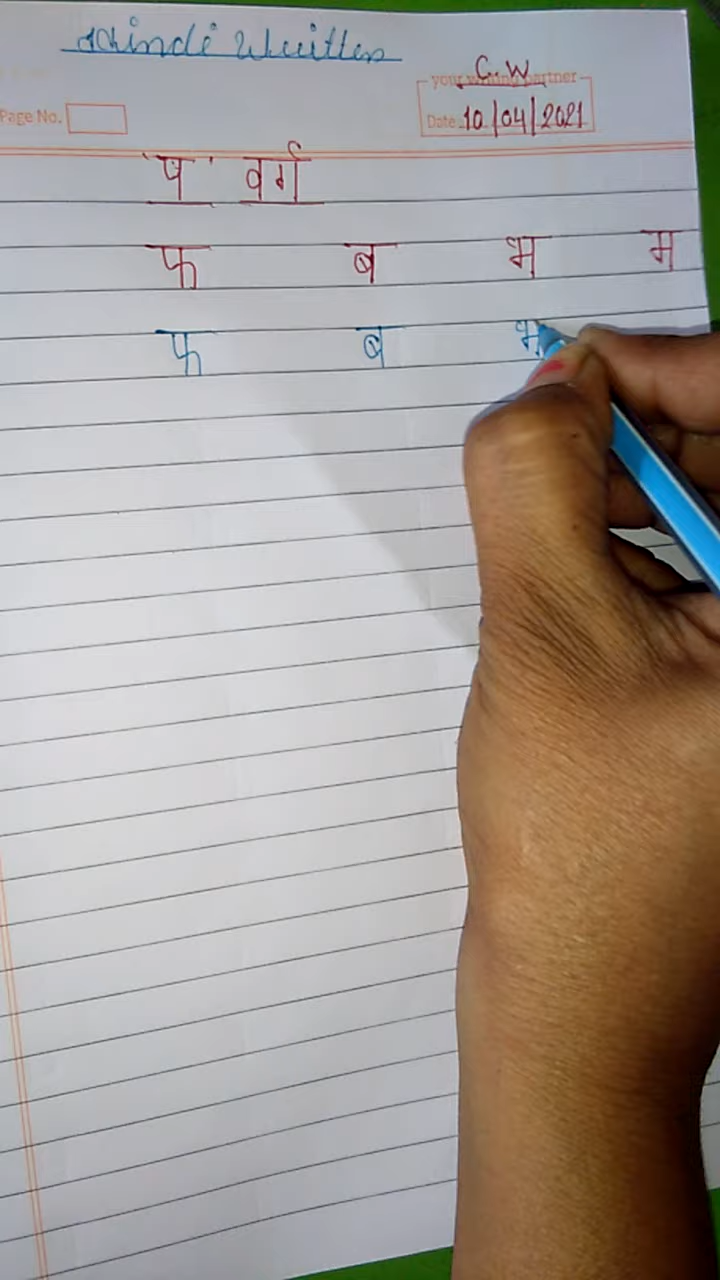 Hindi Written
C.W
your writing partner
Page No.
Date 10/04/2021
'प' वर्ग
फ ब भ म
फ ब भ